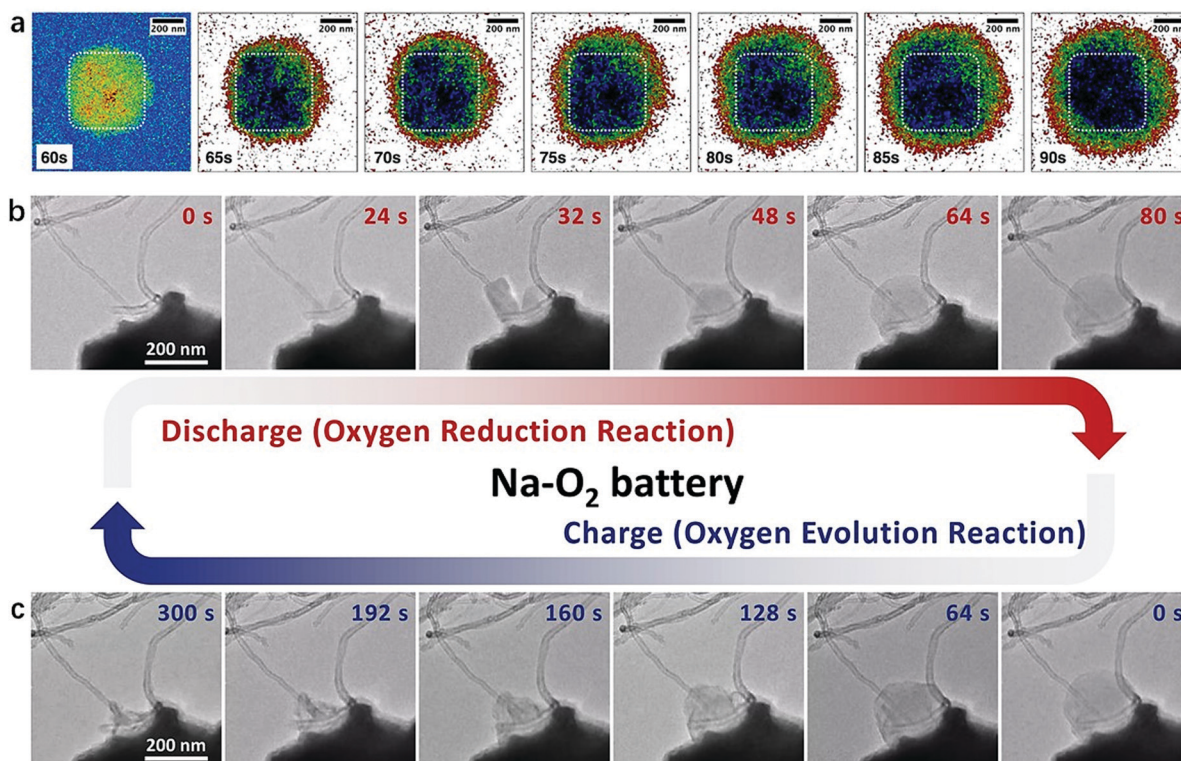 a
200 nm 200 nm 200 nm 200 nm 200 nm 200 nm 200 nm
60s 65s 70s 75s 80s 85s 90s
b
0 s 24 s 32 s 48 s 64 s 80 s
200 nm
Discharge (Oxygen Reduction Reaction)
Na-O₂ battery
Charge (Oxygen Evolution Reaction)
c
300 s 192 s 160 s 128 s 64 s 0 s
200 nm